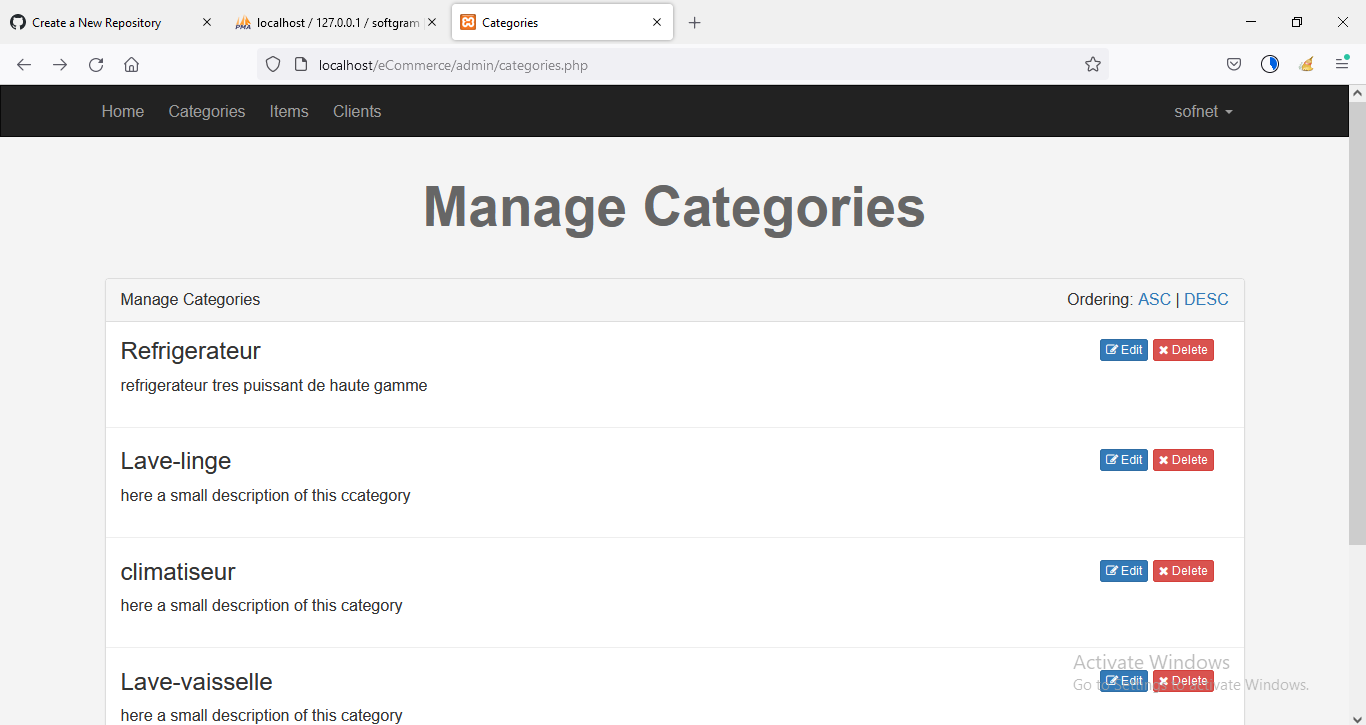 Create a New Repository
localhost / 127.0.0.1 / softgram
Categories
localhost/eCommerce/admin/categories.php
Home Categories Items Clients sofnet
Manage Categories
Manage Categories Ordering: ASC | DESC
Refrigerateur Edit Delete
refrigerateur tres puissant de haute gamme
Lave-linge Edit Delete
here a small description of this ccategory
climatiseur Edit Delete
here a small description of this category
Activate Windows
Lave-vaisselle Edit Delete
Go to Settings to activate Windows.
here a small description of this category